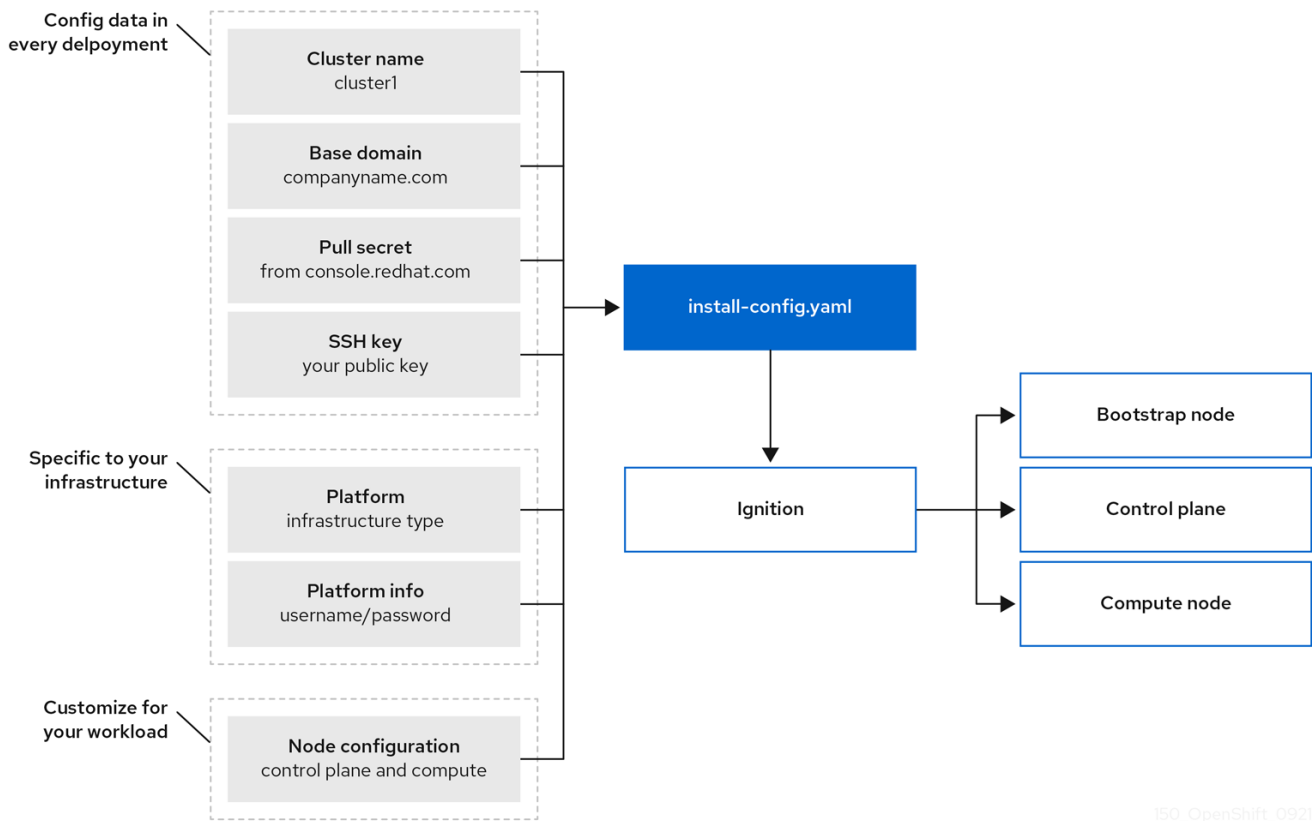 Config data in
every delpoyment
Cluster name
cluster1
Base domain
companyname.com
Pull secret
from console.redhat.com
SSH key
your public key
Specific to your
infrastructure
Platform
infrastructure type
Platform info
username/password
Customize for
your workload
Node configuration
control plane and compute
install-config.yaml
Ignition
Bootstrap node
Control plane
Compute node
150_OpenShift_0921